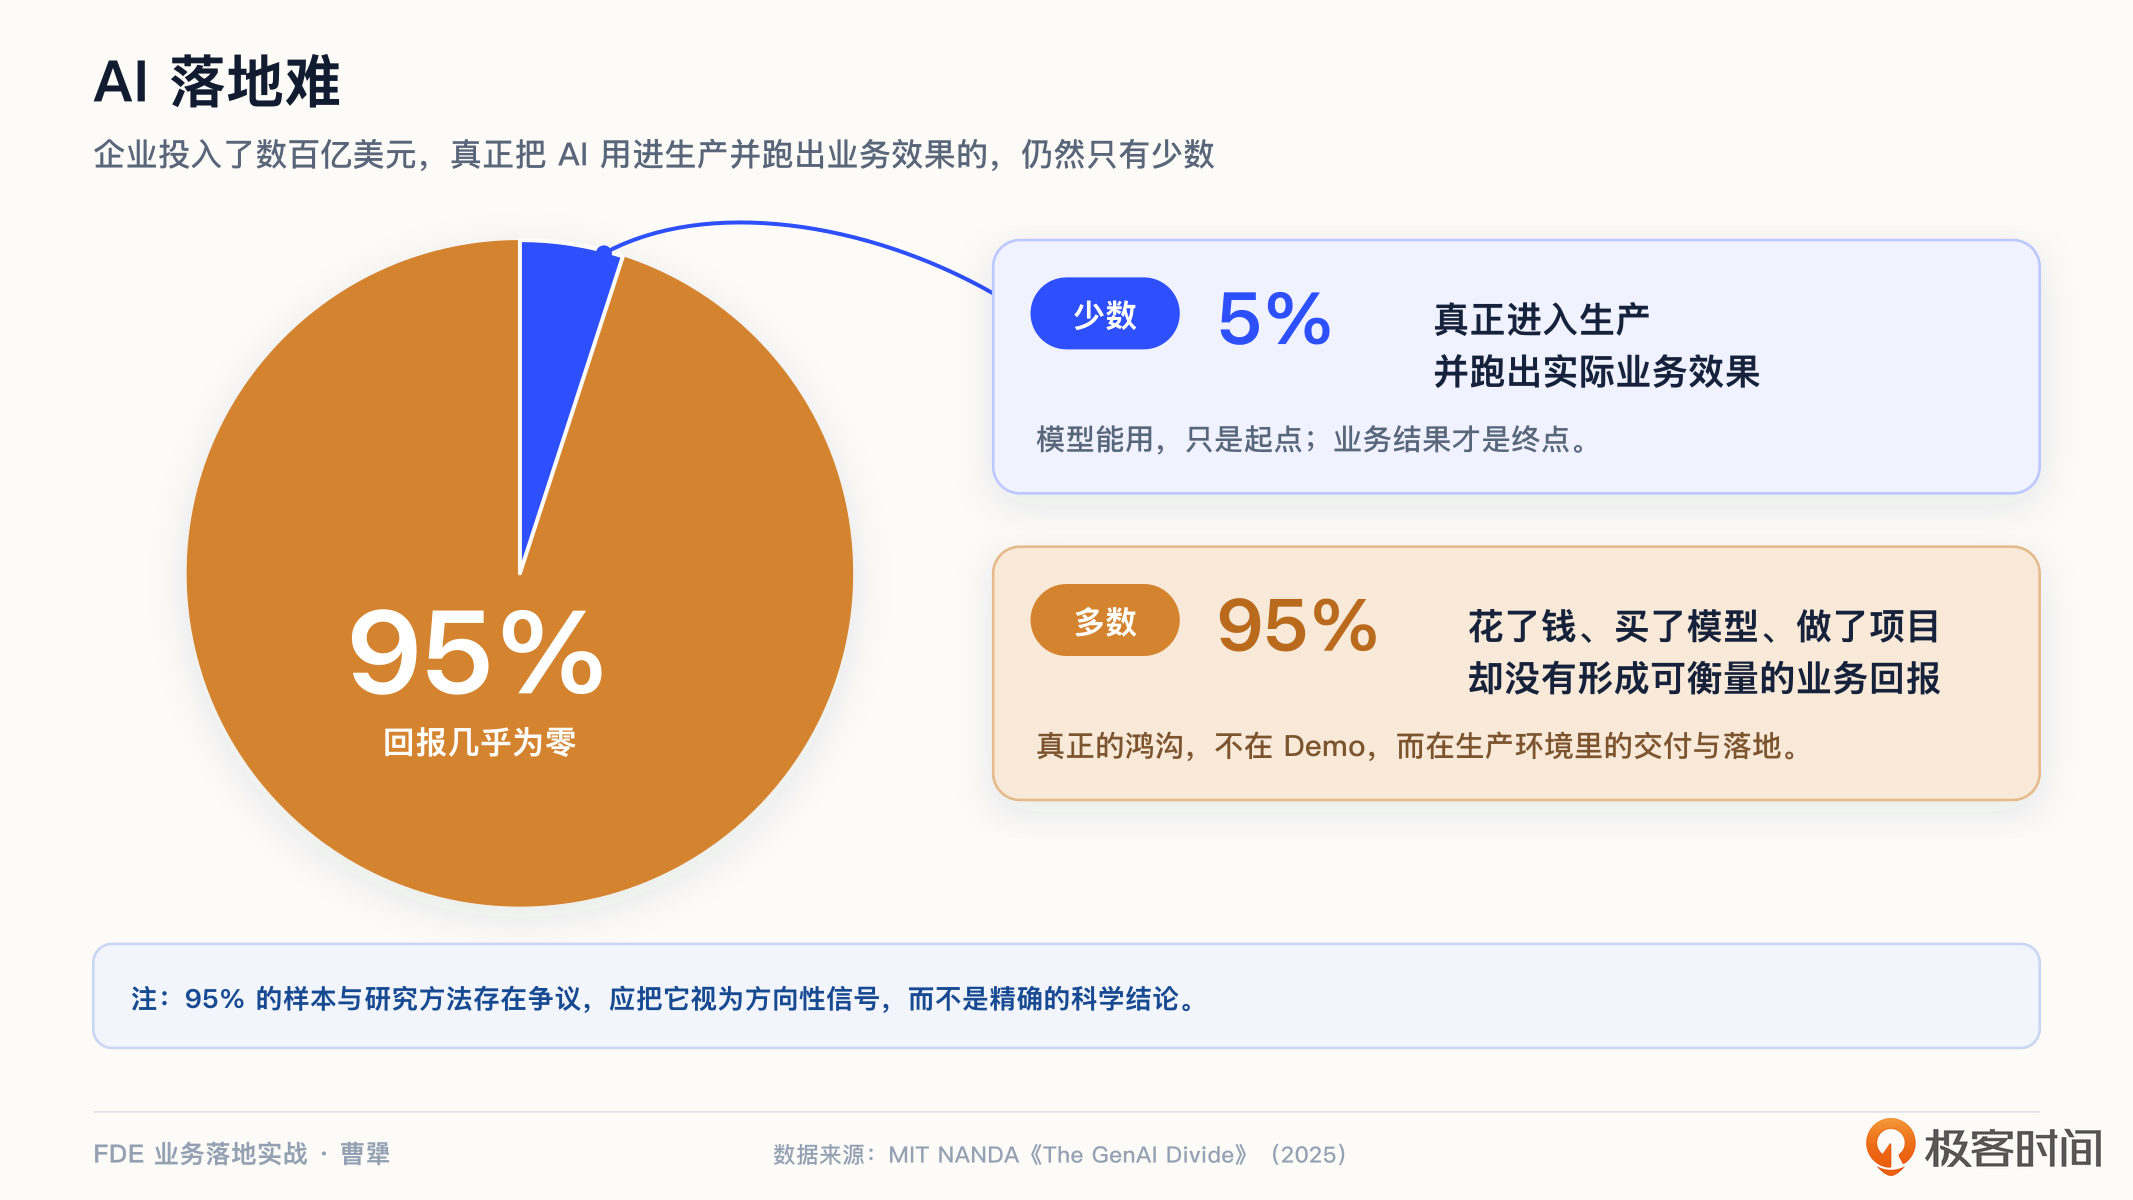 AI 落地难
企业投入了数百亿美元，真正把 AI 用进生产并跑出业务效果的，仍然只有少数
95%
回报几乎为零
少数
5%
真正进入生产
并跑出实际业务效果
模型能用，只是起点；业务结果才是终点。
多数
95%
花了钱、买了模型、做了项目
却没有形成可衡量的业务回报
真正的鸿沟，不在 Demo，而在生产环境里的交付与落地。
注：95% 的样本与研究方法存在争议，应把它视为方向性信号，而不是精确的科学结论。
FDE 业务落地实战 · 曹犟
数据来源：MIT NANDA《The GenAI Divide》（2025）
极客时间